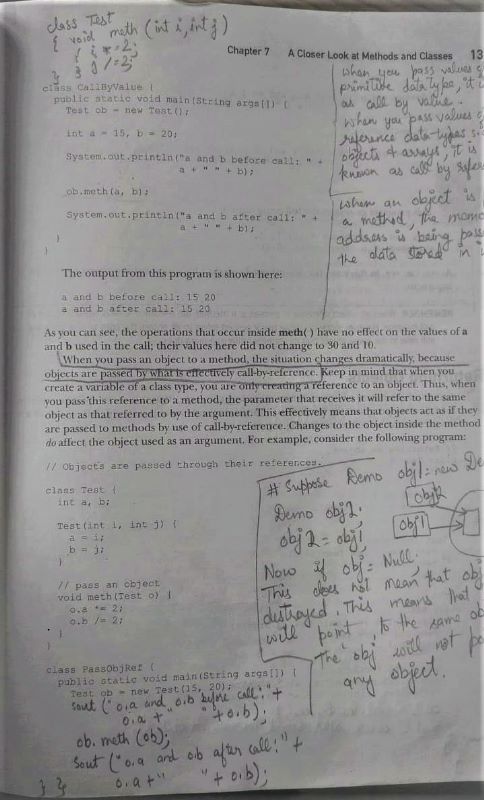 class Test
{ void meth (int i, int j)
{ i *= 2;
j /= 2;
} }
Chapter 7 A Closer Look at Methods and Classes 13
class CallByValue {
public static void main(String args[]) {
Test ob = new Test();
int a = 15, b = 20;
System.out.println("a and b before call: " +
a + " " + b);
ob.meth(a, b);
System.out.println("a and b after call: " +
a + " " + b);
}
}
when you pass values of
primitive data type, it i
as call by value.
when you pass values of
reference data-types s.
objects & arrays, it is
known as call by refere
when an object is
a method, the memo
address is being pass
the data stored in i
The output from this program is shown here:
a and b before call: 15 20
a and b after call: 15 20
As you can see, the operations that occur inside meth( ) have no effect on the values of a
and b used in the call; their values here did not change to 30 and 10.
When you pass an object to a method, the situation changes dramatically, because
objects are passed by what is effectively call-by-reference. Keep in mind that when you
create a variable of a class type, you are only creating a reference to an object. Thus, when
you pass this reference to a method, the parameter that receives it will refer to the same
object as that referred to by the argument. This effectively means that objects act as if they
are passed to methods by use of call-by-reference. Changes to the object inside the method
do affect the object used as an argument. For example, consider the following program:
// Objects are passed through their references.
class Test {
int a, b;
Test(int i, int j) {
a = i;
b = j;
}
// pass an object
void meth(Test o) {
o.a *= 2;
o.b /= 2;
}
}
# Suppose Demo obj1 = new De
Demo obj2;
obj2 = obj1;
obj2
obj1
Now if obj = Null;
This does not mean that obj
destroyed. This means that
will point to the same ob
The obj will not po
any object.
class PassObjRef {
public static void main(String args[]) {
Test ob = new Test(15, 20);
sout ("o.a and o.b before call:"+
o.a + " " + o.b);
ob.meth (ob);
Sout ("o.a and o.b after call:"+
o.a +" " + o.b);
} }